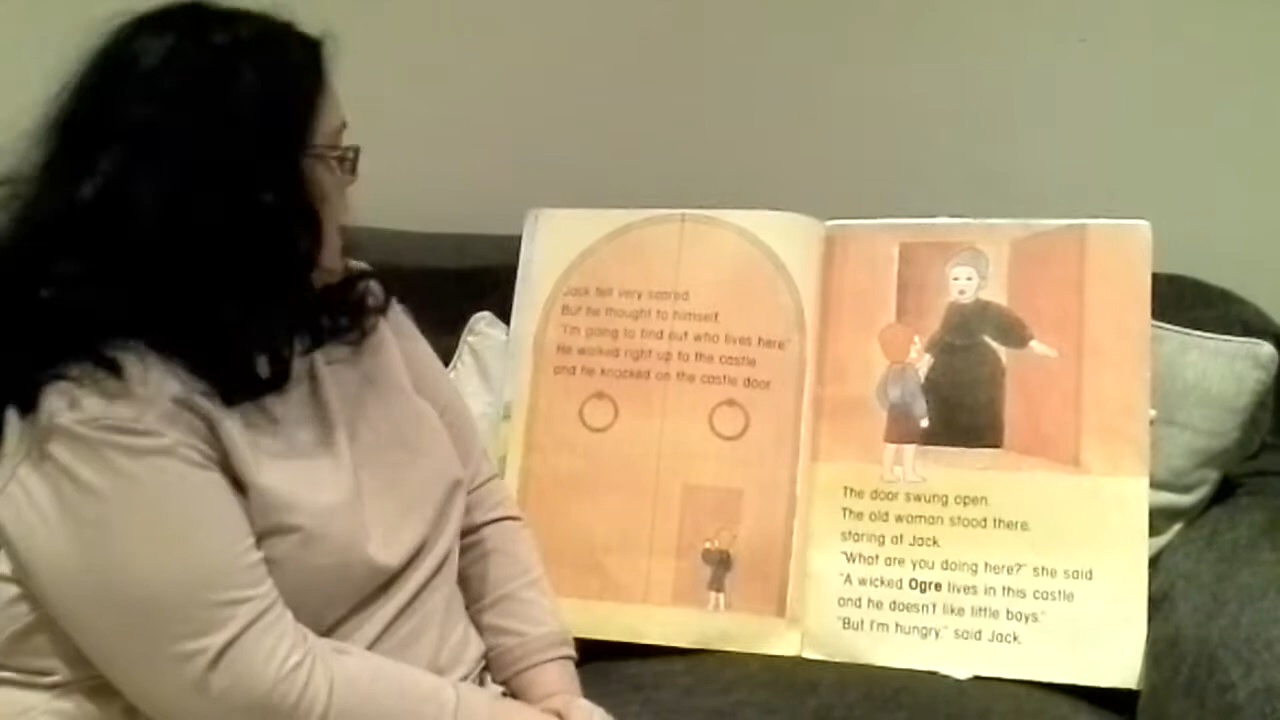 Jack felt very scared.
But he thought to himself,
"I'm going to find out who lives here."
He walked right up to the castle
and he knocked on the castle door.
The door swung open.
The old woman stood there,
staring at Jack.
"What are you doing here?" she said.
"A wicked Ogre lives in this castle
and he doesn't like little boys."
"But I'm hungry," said Jack.